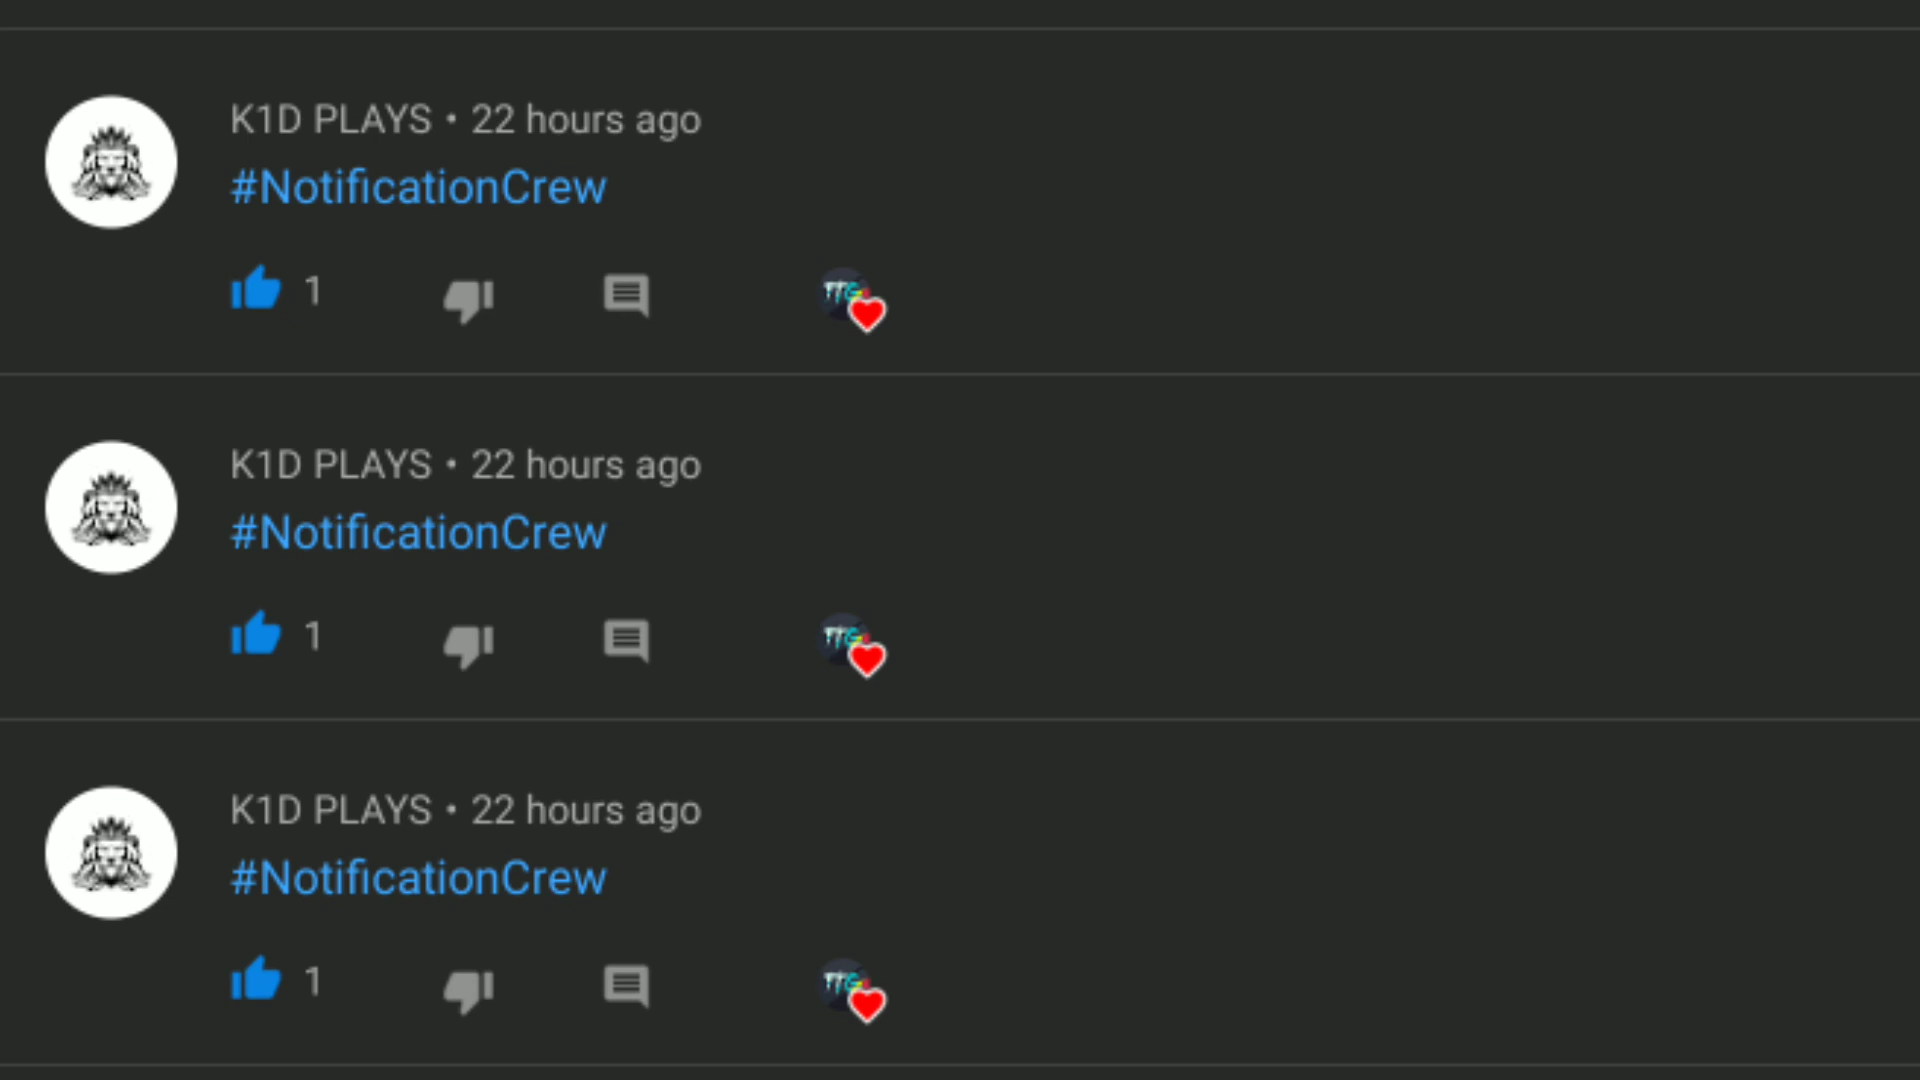 K1D PLAYS • 22 hours ago
#NotificationCrew
1
K1D PLAYS • 22 hours ago
#NotificationCrew
1
K1D PLAYS • 22 hours ago
#NotificationCrew
1